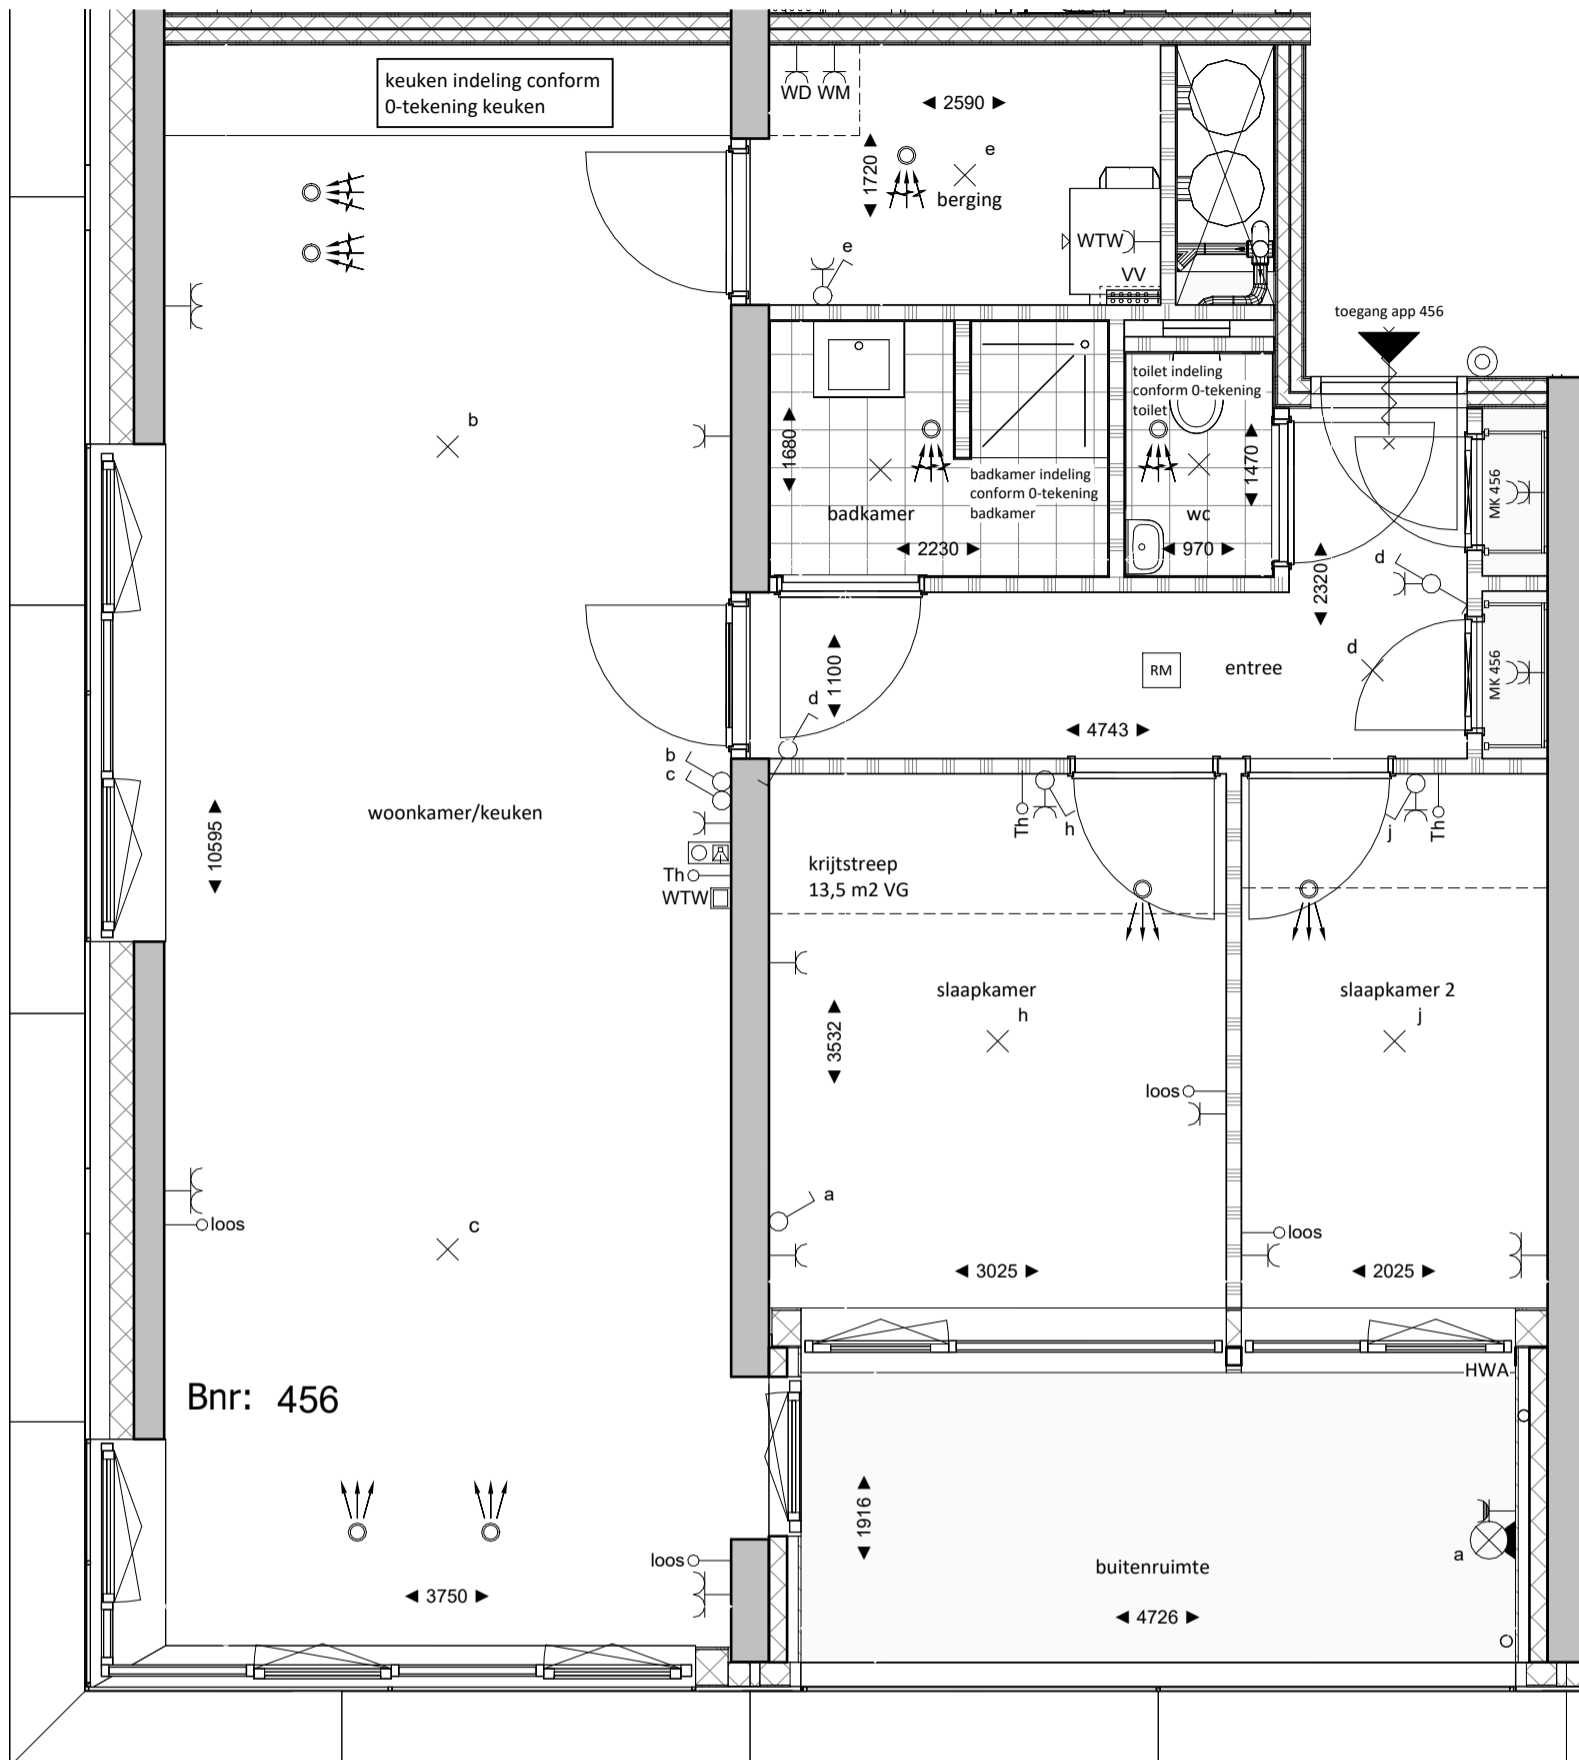 keuken indeling conform
0-tekening keuken
WD WM
2590
1720
e
berging
WTW
VV
e
toegang app 456
b
1680
badkamer indeling
conform 0-tekening
badkamer
badkamer
2230
toilet indeling
conform 0-tekening
toilet
1470
wc
970
MK 456
d
2320
d
MK 456
RM
entree
1100
d
4743
b
c
woonkamer/keuken
10595
Th
WTW
krijtstreep
13,5 m2 VG
Th
h
j
Th
slaapkamer
h
slaapkamer 2
j
3532
loos
a
loos
c
loos
3025
2025
Bnr: 456
HWA
1916
a
loos
buitenruimte
3750
4726